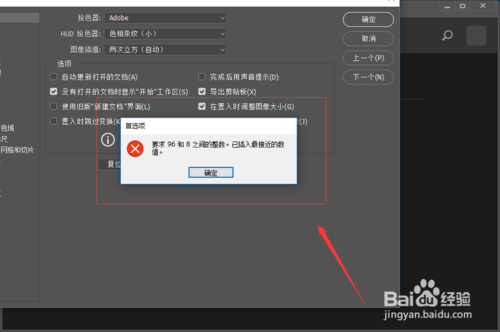 拾色器: Adobe
确定
HUD 拾色器: 色相条纹（小）
取消
图像插值: 两次立方（自动）
上一个(P)
选项
下一个(N)
自动更新打开的文档(A)
完成后用声音提示(D)
没有打开的文档时显示"开始"工作区(S)
导出剪贴板(X)
使用旧版"新建文档"界面(L)
在置入时调整图像大小(G)
置入时跳过变换(K
首选项
要求 96 和 8 之间的整数。已插入最接近的数值。
确定
复位
色域
网格和切片
Baidu 经验
jingyan.baidu.com